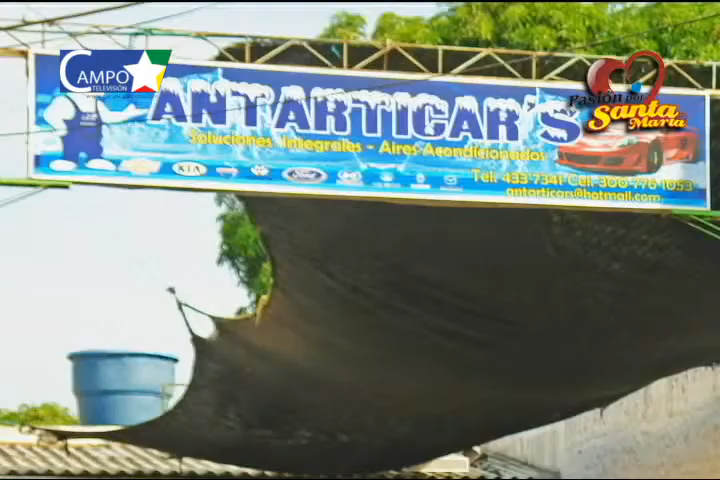 CAMPO
TELEVISIÓN
Pasión por
Santa
Marta
ANTARTICAR'S
Soluciones Integrales - Aires Acondicionados
KIA
Ford
Tel: 433 7341 Cel: 300 776 1053
antarticars@hotmail.com